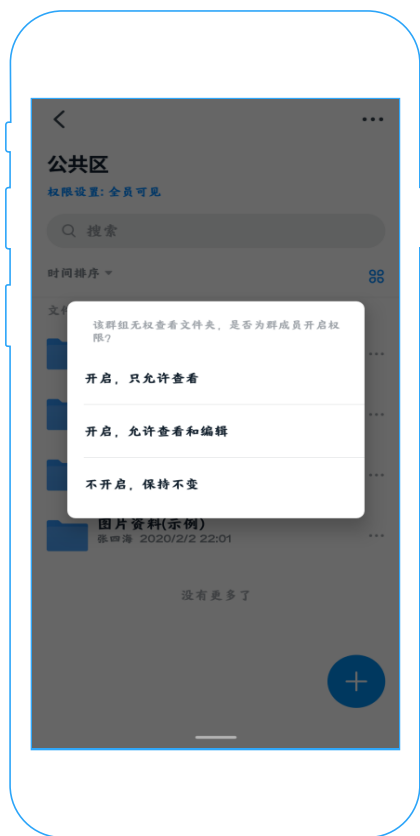 公共区
权限设置: 全员可见
搜索
时间排序
文件
该群组无权查看文件夹，是否为群成员开启权
限？
开启，只允许查看
开启，允许查看和编辑
不开启，保持不变
图片资料(示例)
张四海 2020/2/2 22:01
没有更多了